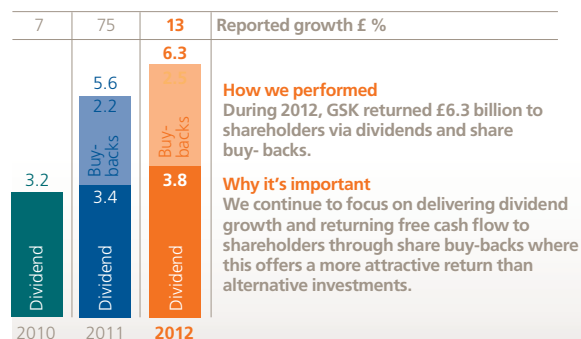 7 75 13 Reported growth £ %
6.3
5.6
2.2
Buy-
backs
Buy-
backs
3.2
3.4
3.8
Dividend
Dividend
Dividend
2010 2011 2012
How we performed
During 2012, GSK returned £6.3 billion to
shareholders via dividends and share
buy- backs.
Why it's important
We continue to focus on delivering dividend
growth and returning free cash flow to
shareholders through share buy-backs where
this offers a more attractive return than
alternative investments.